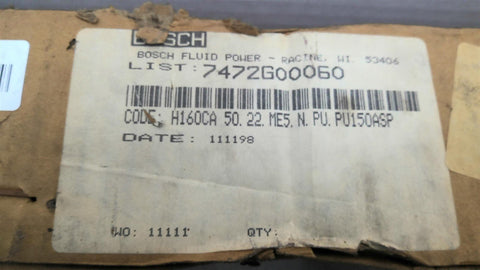 BOSCH
BOSCH FLUID POWER - RACINE, WI. 53406
LIST: 7472G00060
CODE: H160CA 50.22.ME5.N.PU.PU150ASP
DATE: 111198
WO: 11111 QTY: